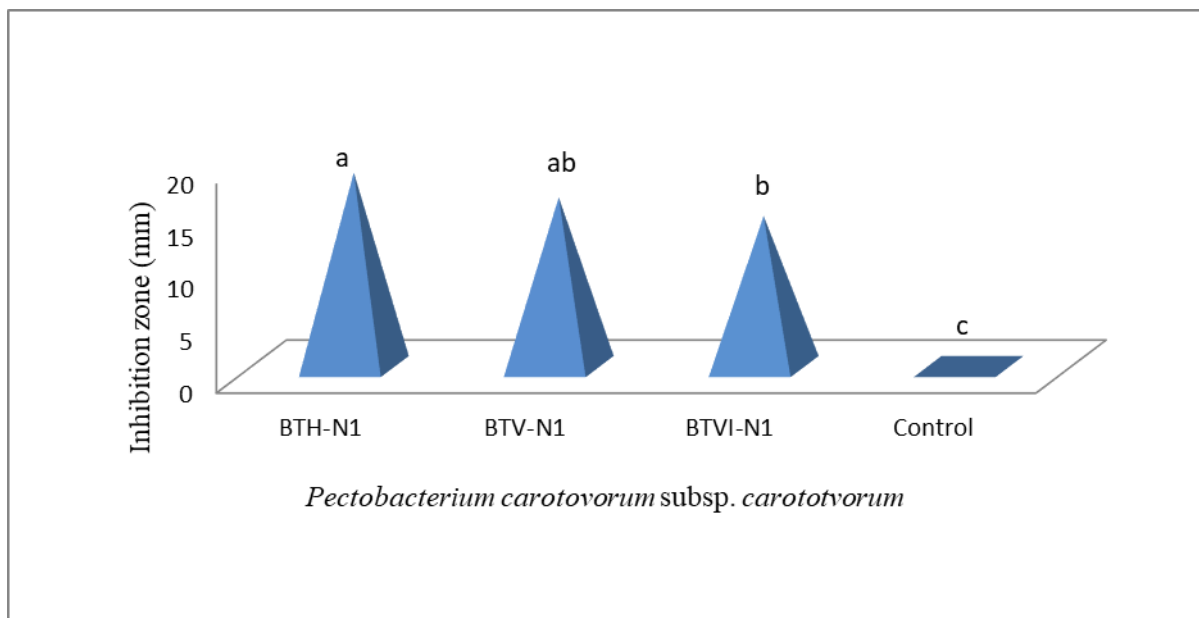 a
ab
b
c
20
15
10
5
0
Inhibition zone (mm)
BTH-N1 BTV-N1 BTVI-N1 Control
Pectobacterium carotovorum subsp. carototvorum